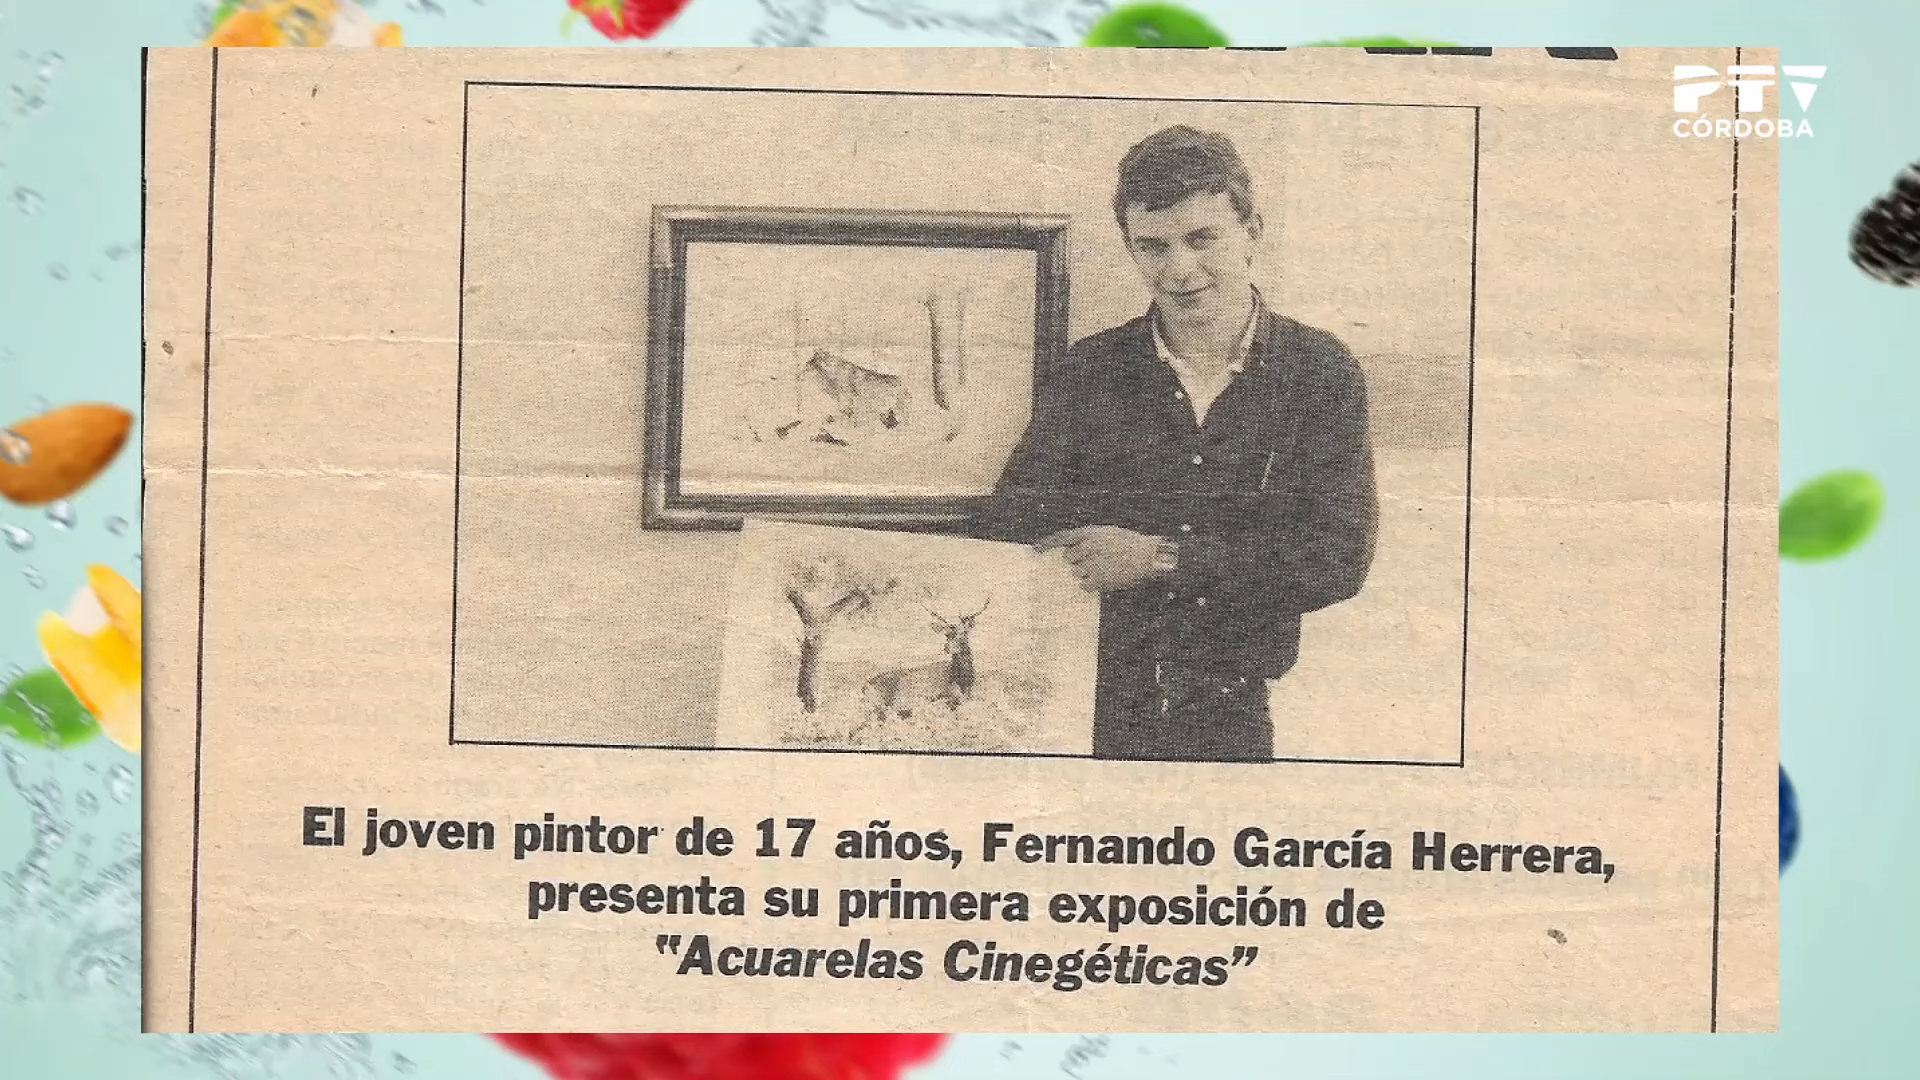 PTV
CÓRDOBA
El joven pintor de 17 años, Fernando García Herrera,
presenta su primera exposición de
"Acuarelas Cinegéticas"